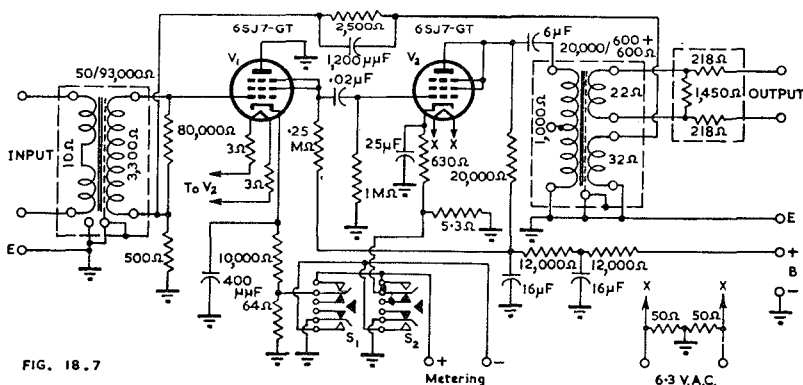 6SJ7-GT
2,500Ω
6SJ7-GT
6μF
20,000/600+
600Ω
V₁
1,200μμF
V₂
218Ω
50/93,000Ω
·02μF
22Ω
1,450Ω
OUTPUT
1,000Ω
218Ω
INPUT
10Ω
3,300Ω
80,000Ω
3Ω
·25
MΩ
25μF
X
X
630Ω
20,000Ω
32Ω
To V₂
3Ω
1MΩ
5·3Ω
E
E
500Ω
10,000Ω
12,000Ω
12,000Ω
+
B
-
400
μμF
64Ω
16μF
16μF
X
X
50Ω
50Ω
S₁
S₂
FIG. 18.7
+
-
Metering
6·3 V.A.C.